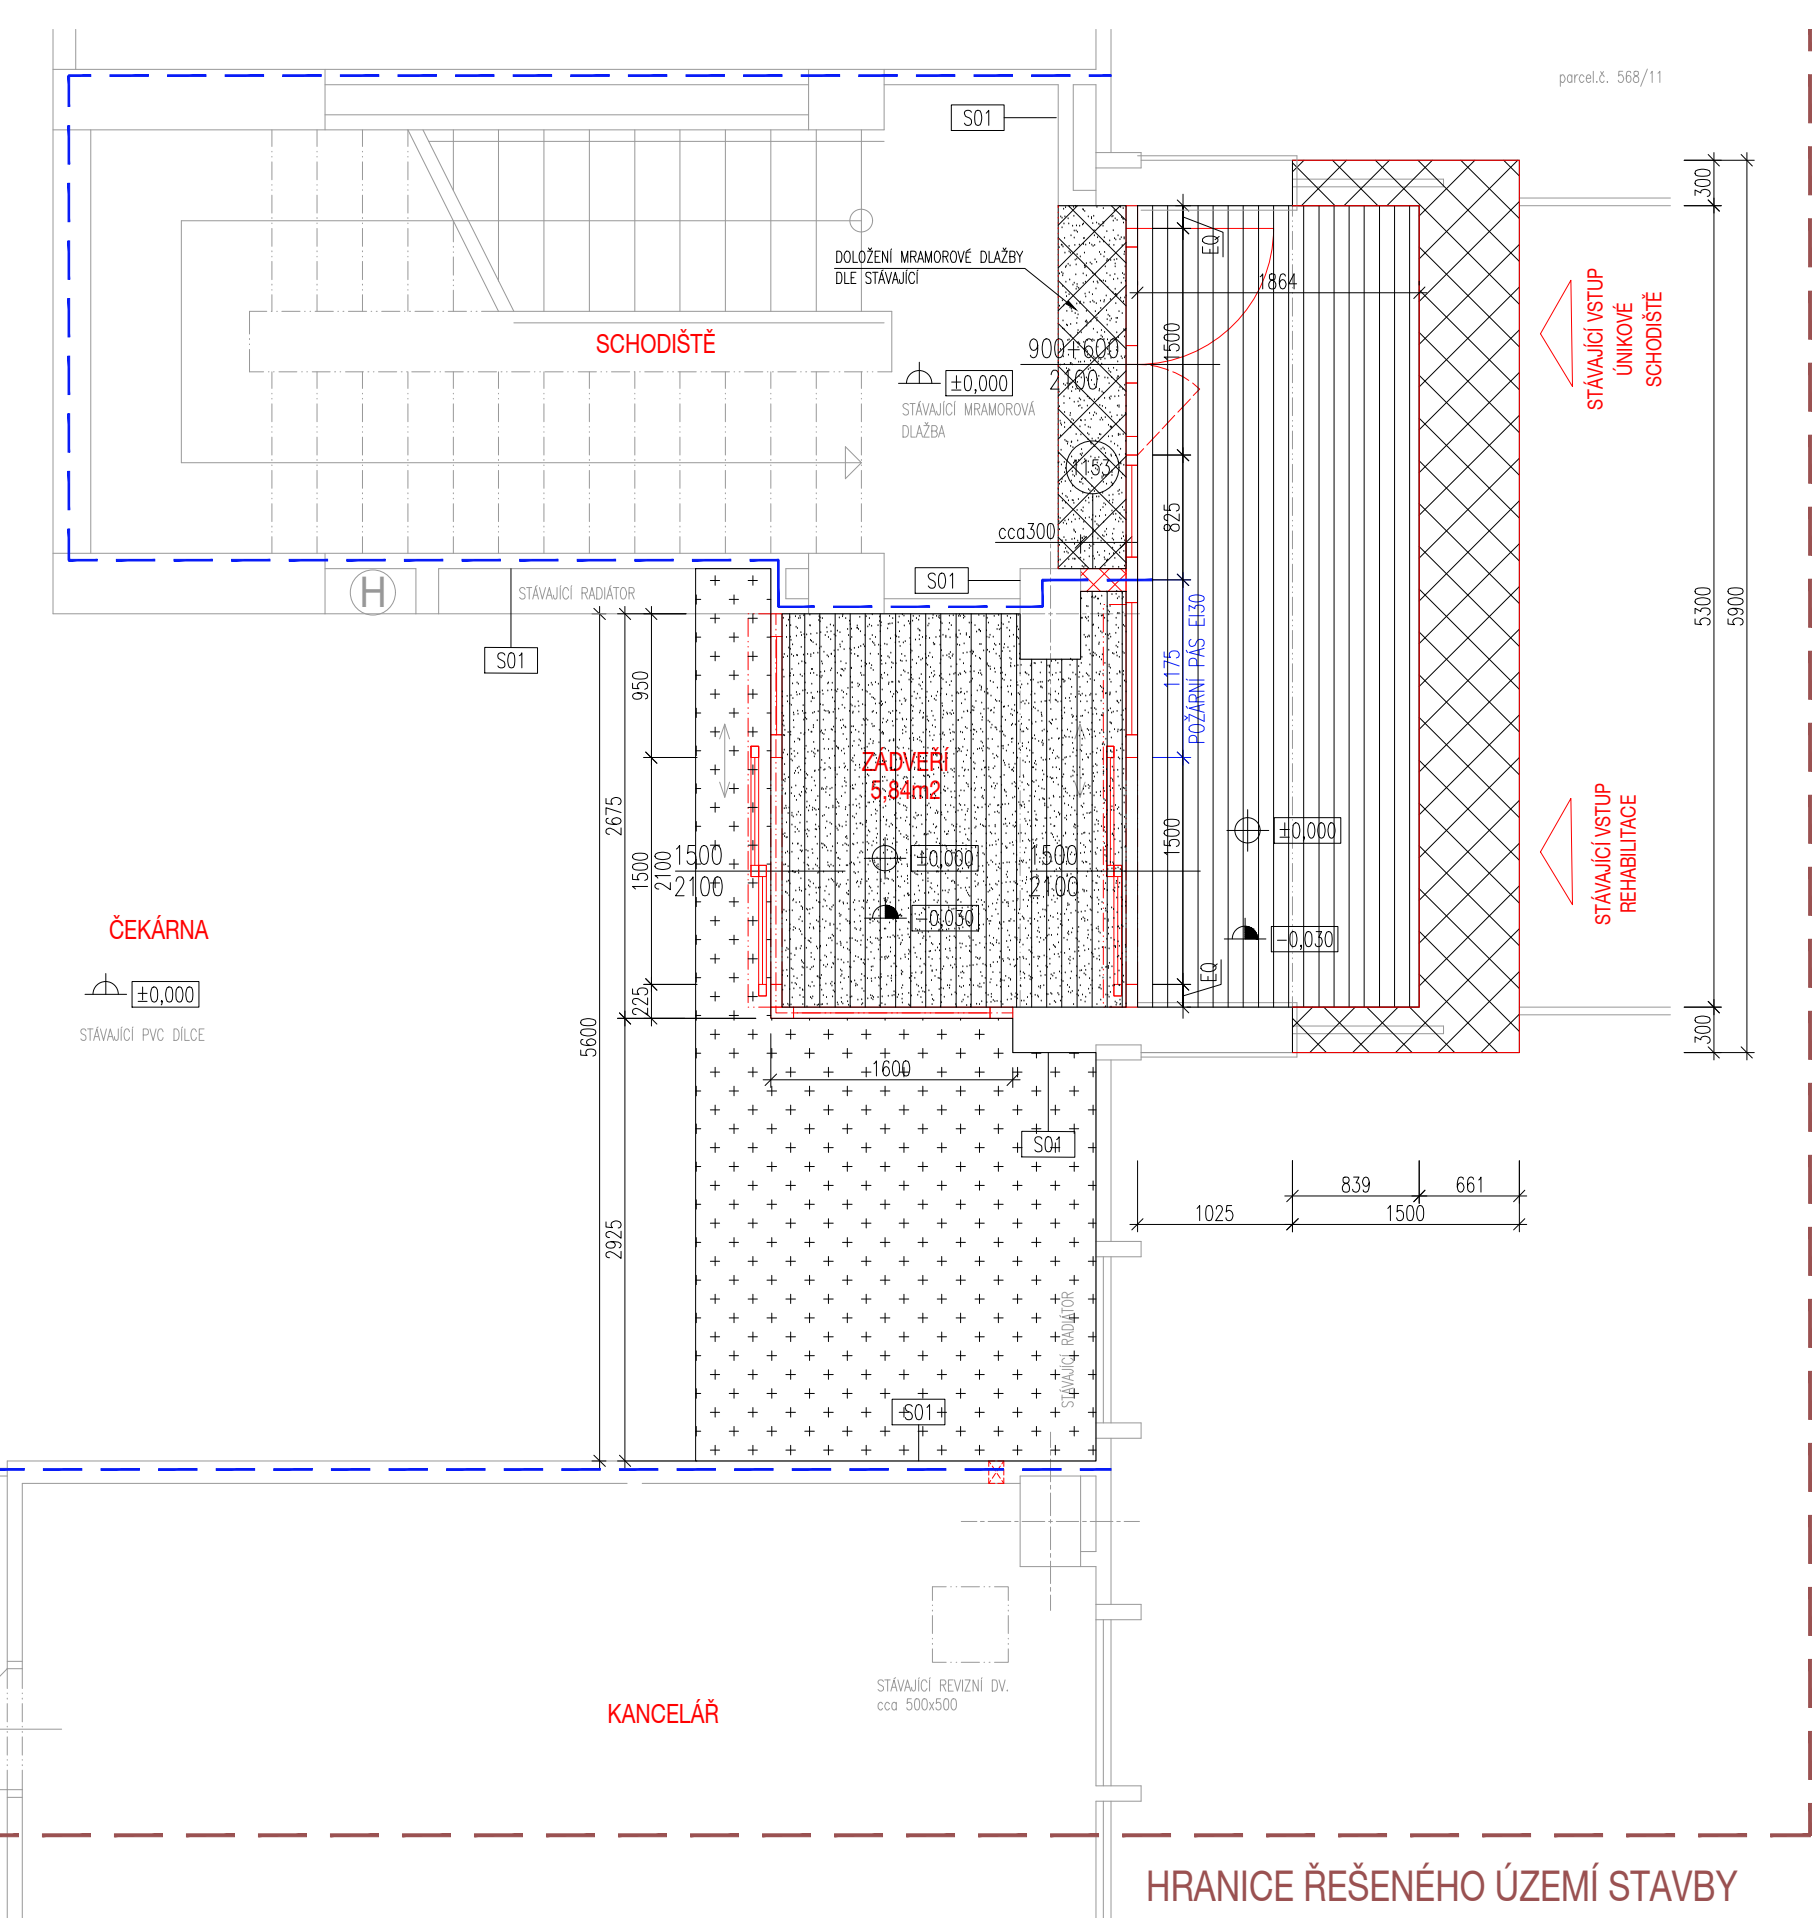 parcel.č. 568/11
S01
300
DOLOŽENÍ MRAMOROVÉ DLAŽBY
DLE STÁVAJÍCÍ
EQ
1864
STÁVAJÍCÍ VSTUP
ÚNIKOVÉ
SCHODIŠTĚ
SCHODIŠTĚ
900+600
2100
1500
±0,000
STÁVAJÍCÍ MRAMOROVÁ
DLAŽBA
1153
825
cca300
S01
H
STÁVAJÍCÍ RADIÁTOR
S01
5300
5900
950
1175
POŽÁRNÍ PÁS EI30
ZADVEŘÍ
5,84m2
2675
1500
2100
1500
2100
±0,000
-0,030
1500
2100
1500
±0,000
-0,030
STÁVAJÍCÍ VSTUP
REHABILITACE
ČEKÁRNA
±0,000
STÁVAJÍCÍ PVC DÍLCE
225
EQ
5600
300
1600
S01
839
661
1025
1500
2925
STÁVAJÍCÍ RADIÁTOR
S01
STÁVAJÍCÍ REVIZNÍ DV.
cca 500x500
KANCELÁŘ
HRANICE ŘEŠENÉHO ÚZEMÍ STAVBY